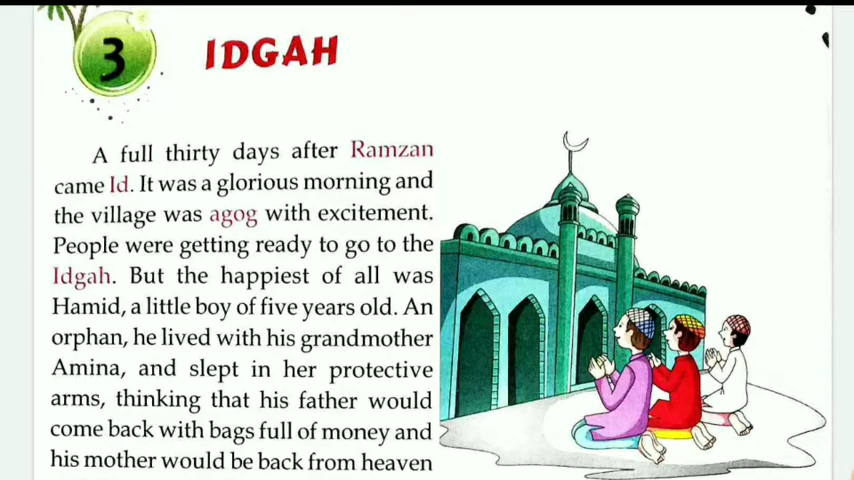 3
IDGAH
A full thirty days after Ramzan
came Id. It was a glorious morning and
the village was agog with excitement.
People were getting ready to go to the
Idgah. But the happiest of all was
Hamid, a little boy of five years old. An
orphan, he lived with his grandmother
Amina, and slept in her protective
arms, thinking that his father would
come back with bags full of money and
his mother would be back from heaven